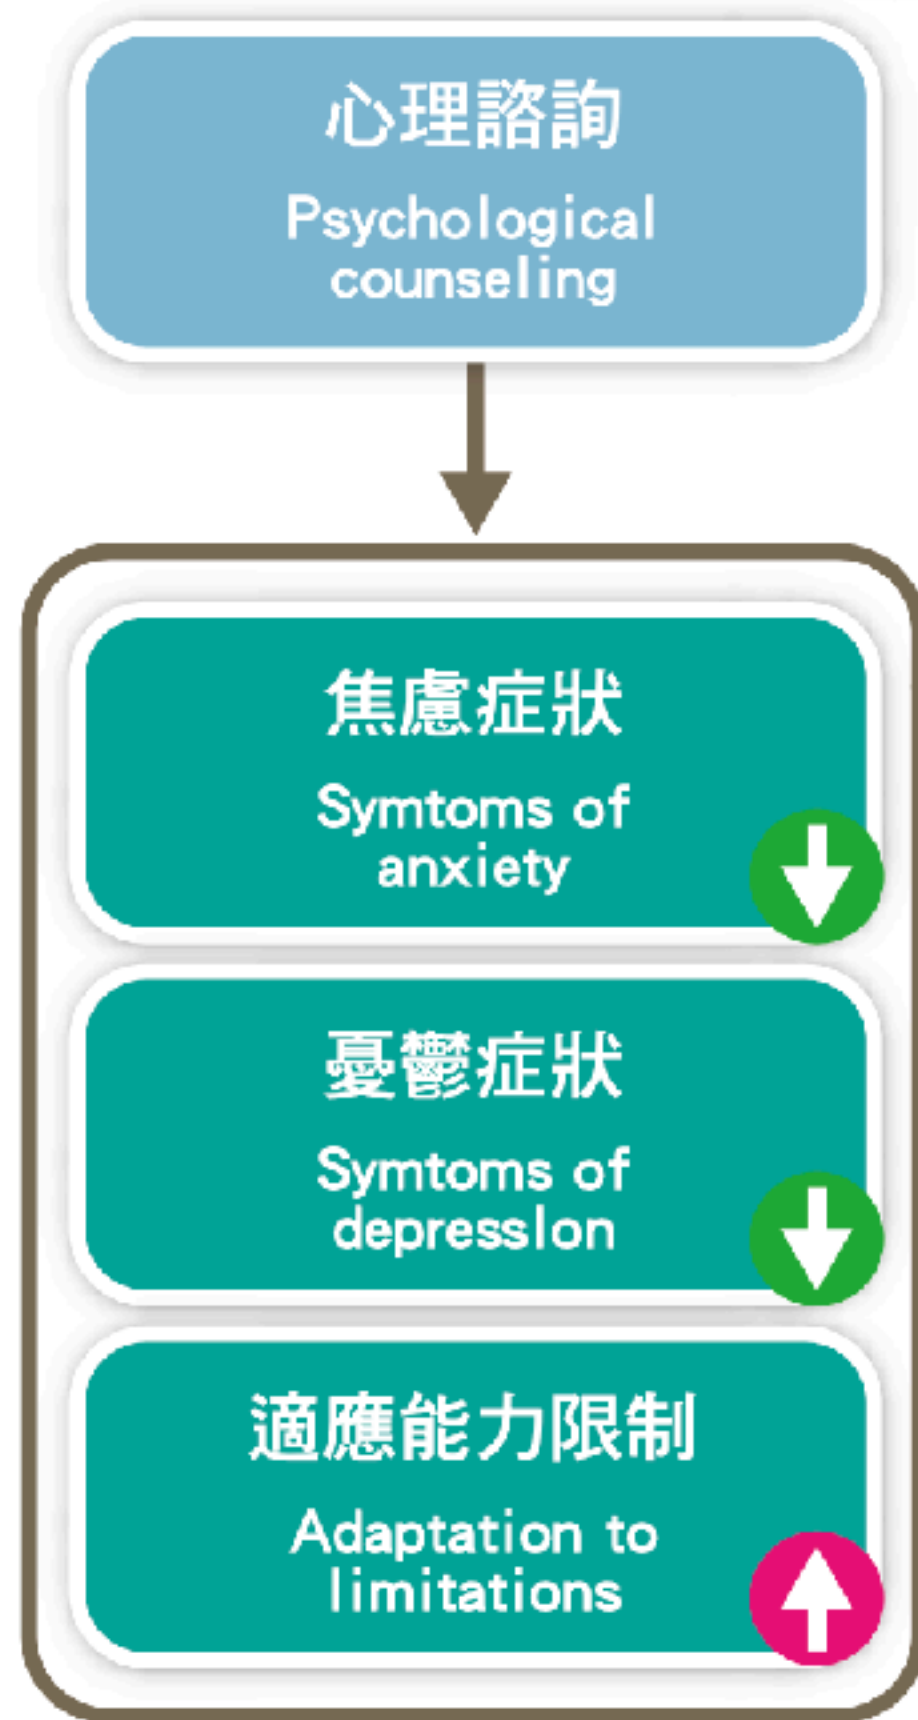 心理諮詢
Psychological
counseling
焦慮症狀
Symtoms of
anxiety
憂鬱症狀
Symtoms of
depresslon
適應能力限制
Adaptation to
limitations